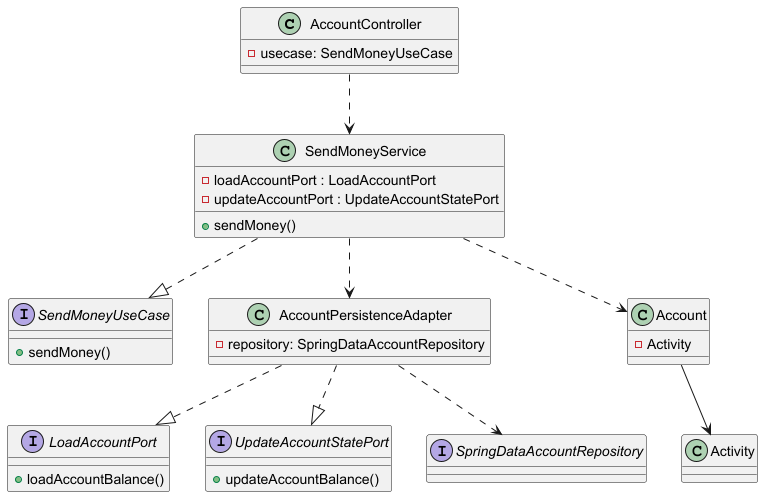 C AccountController
usecase: SendMoneyUseCase
C SendMoneyService
loadAccountPort : LoadAccountPort
updateAccountPort : UpdateAccountStatePort
sendMoney()
I SendMoneyUseCase
sendMoney()
C AccountPersistenceAdapter
repository: SpringDataAccountRepository
C Account
Activity
I LoadAccountPort
loadAccountBalance()
I UpdateAccountStatePort
updateAccountBalance()
I SpringDataAccountRepository
C Activity